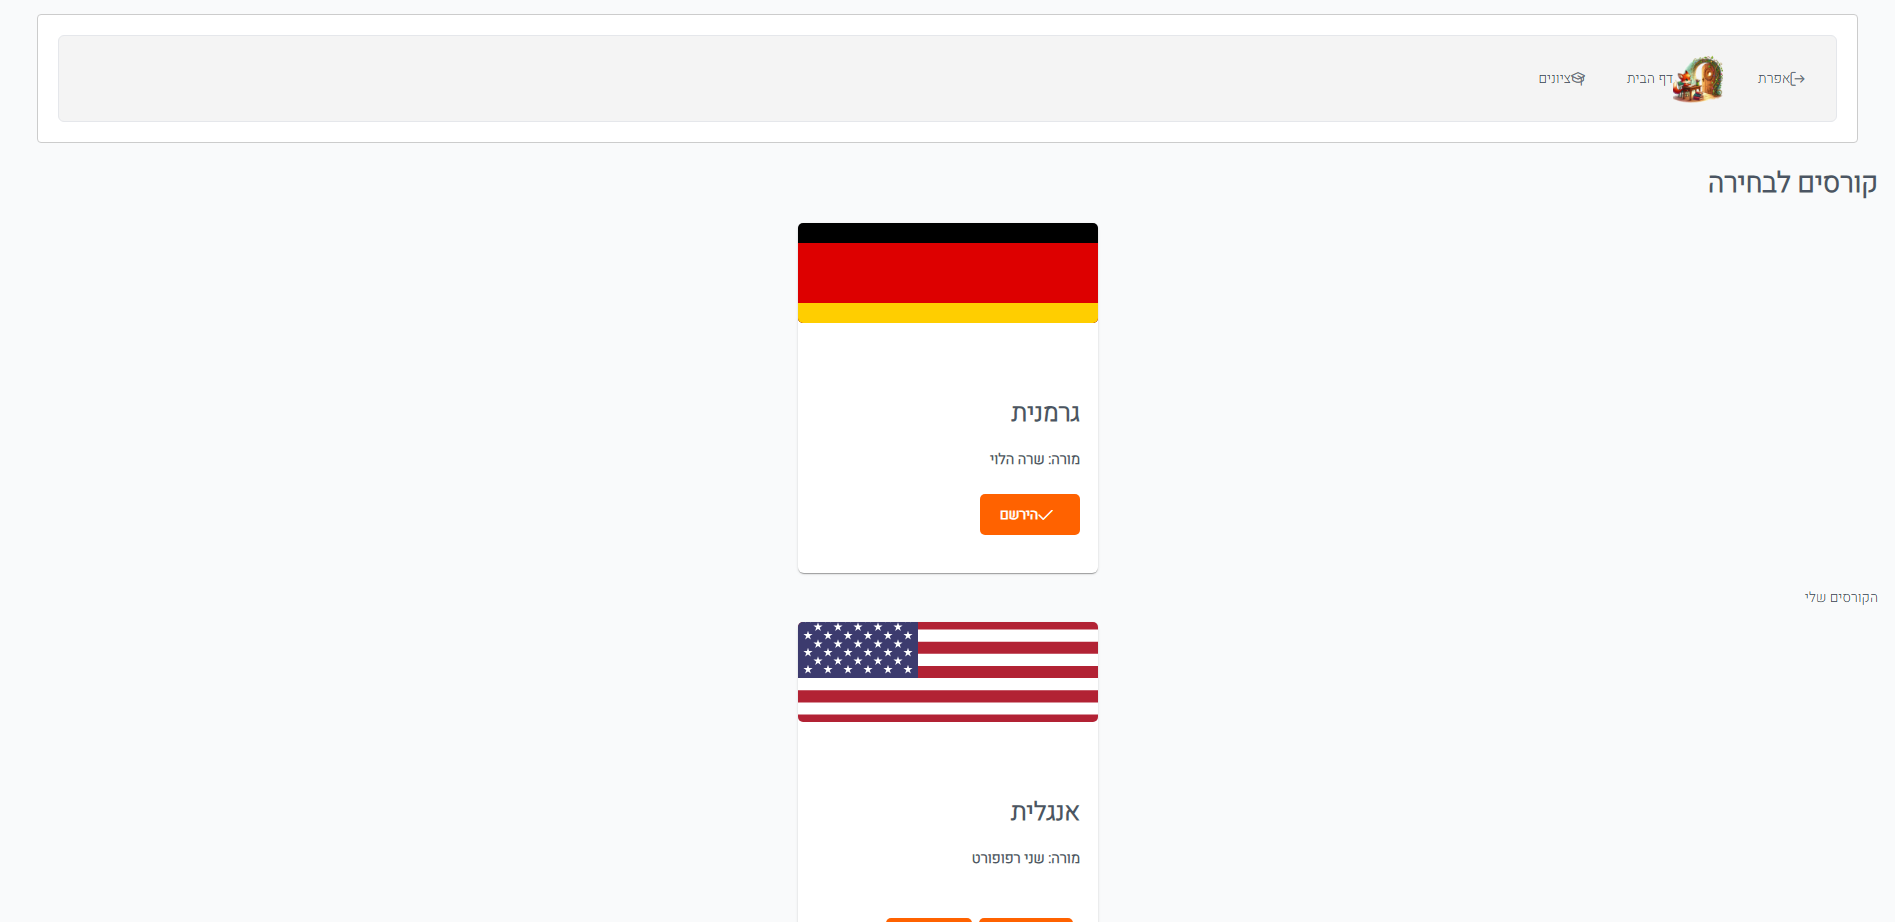 אפרת
דף הבית
ציונים
קורסים לבחירה
גרמנית
מורה: שרה הלוי
הירשם
הקורסים שלי
אנגלית
מורה: שני רפופורט